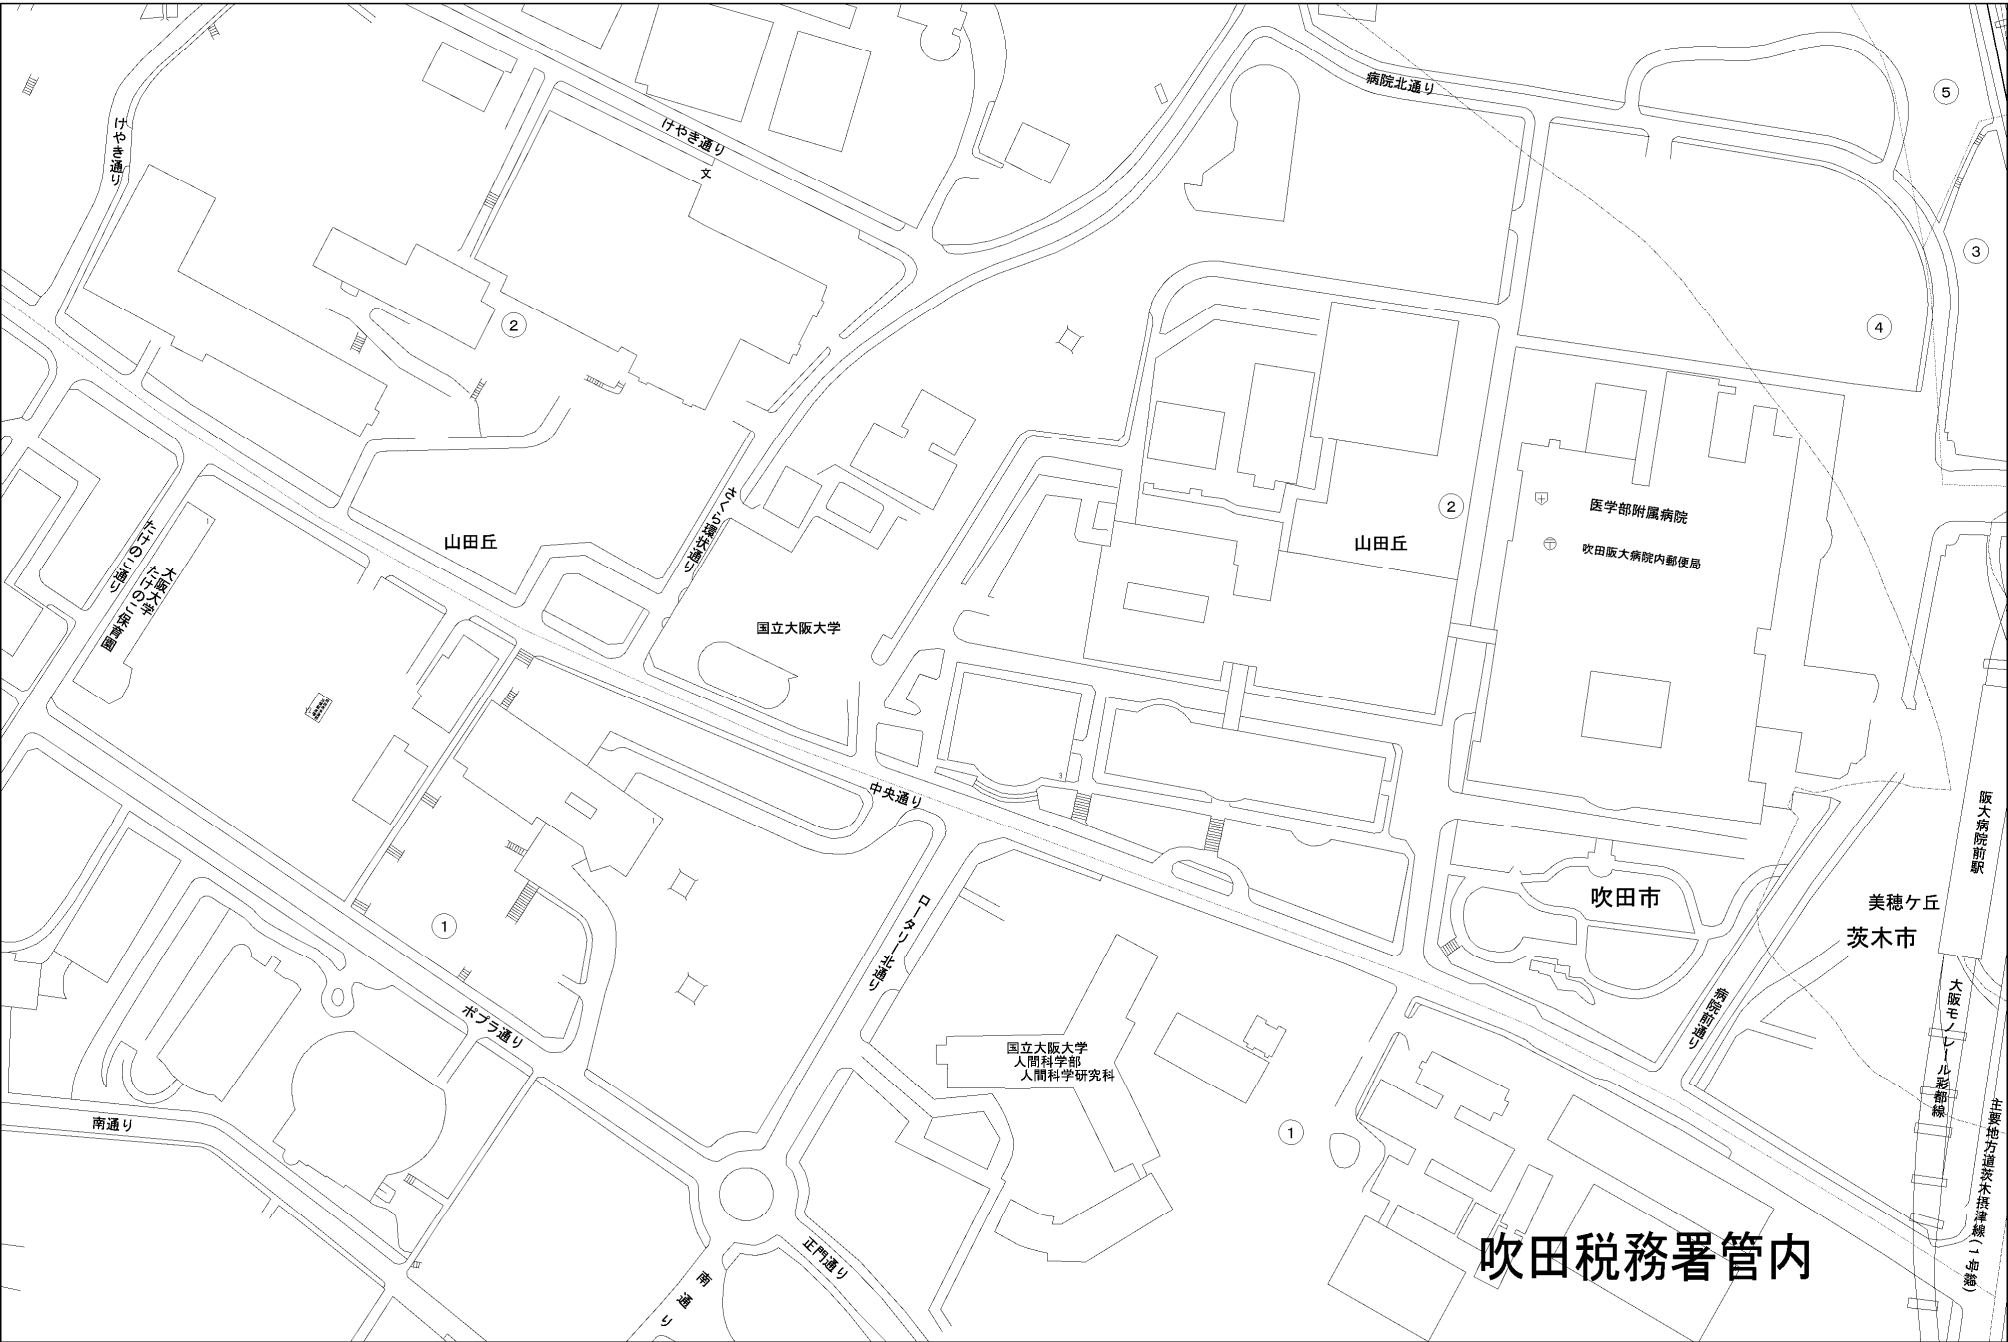 病院北通り
⑤
けやき通り
けやき通り
文
③
④
②
②
医学部附属病院
吹田阪大病院内郵便局
山田丘
山田丘
さくら環状通り
たけのこ通り
大阪大学
たけのこ保育園
1
国立大阪大学
3
中央通り
1
阪大病院前駅
吹田市
美穂ケ丘
茨木市
①
ロータリー北通り
ポプラ通り
病院前通り
大阪モノレール彩都線
国立大阪大学
人間科学部
人間科学研究科
南通り
①
主要地方道茨木摂津線(1号線)
正門通り
南通り
吹田税務署管内